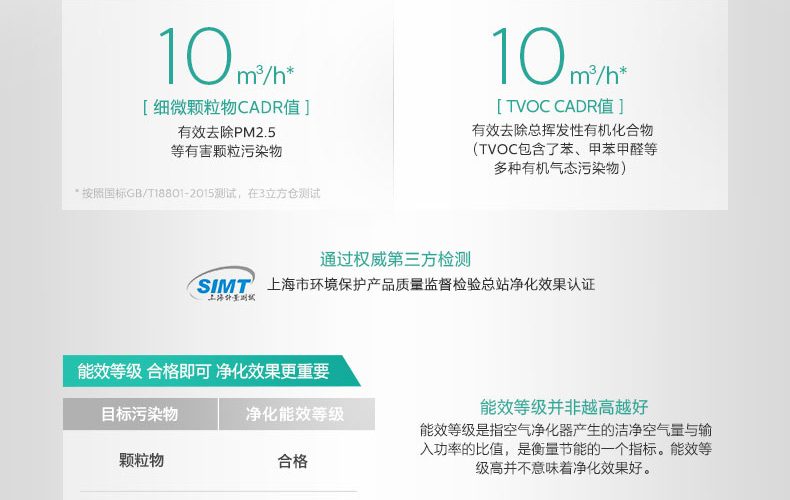 10 m³/h*
[ 细微颗粒物CADR值 ]
有效去除PM2.5
等有害颗粒污染物
* 按照国标GB/T18801-2015测试，在3立方仓测试
10 m³/h*
[ TVOC CADR值 ]
有效去除总挥发性有机化合物
（TVOC包含了苯、甲苯甲醛等
多种有机气态污染物）
通过权威第三方检测
SIMT
上海计量测试
上海市环境保护产品质量监督检验总站净化效果认证
能效等级 合格即可 净化效果更重要
目标污染物 净化能效等级
颗粒物 合格
能效等级并非越高越好
能效等级是指空气净化器产生的洁净空气量与输
入功率的比值，是衡量节能的一个指标。能效等
级高并不意味着净化效果好。